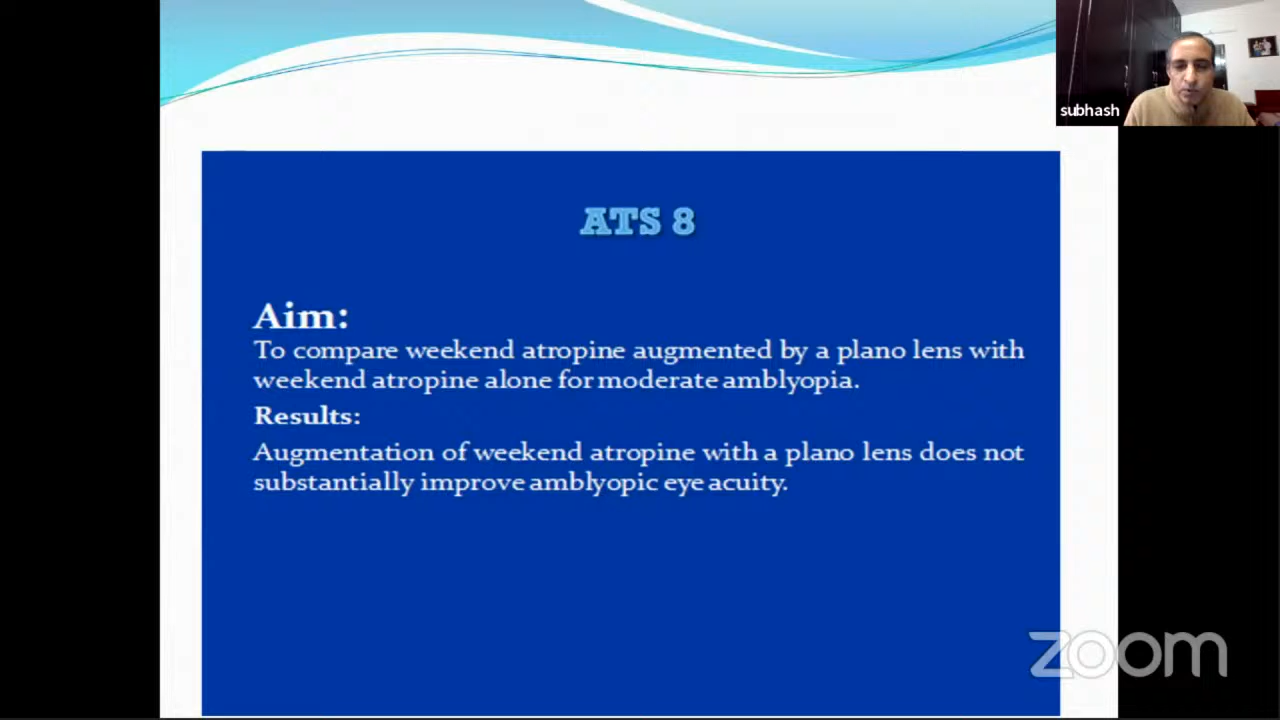 subhash
ATS 8
Aim:
To compare weekend atropine augmented by a plano lens with
weekend atropine alone for moderate amblyopia.
Results:
Augmentation of weekend atropine with a plano lens does not
substantially improve amblyopic eye acuity.
zoom